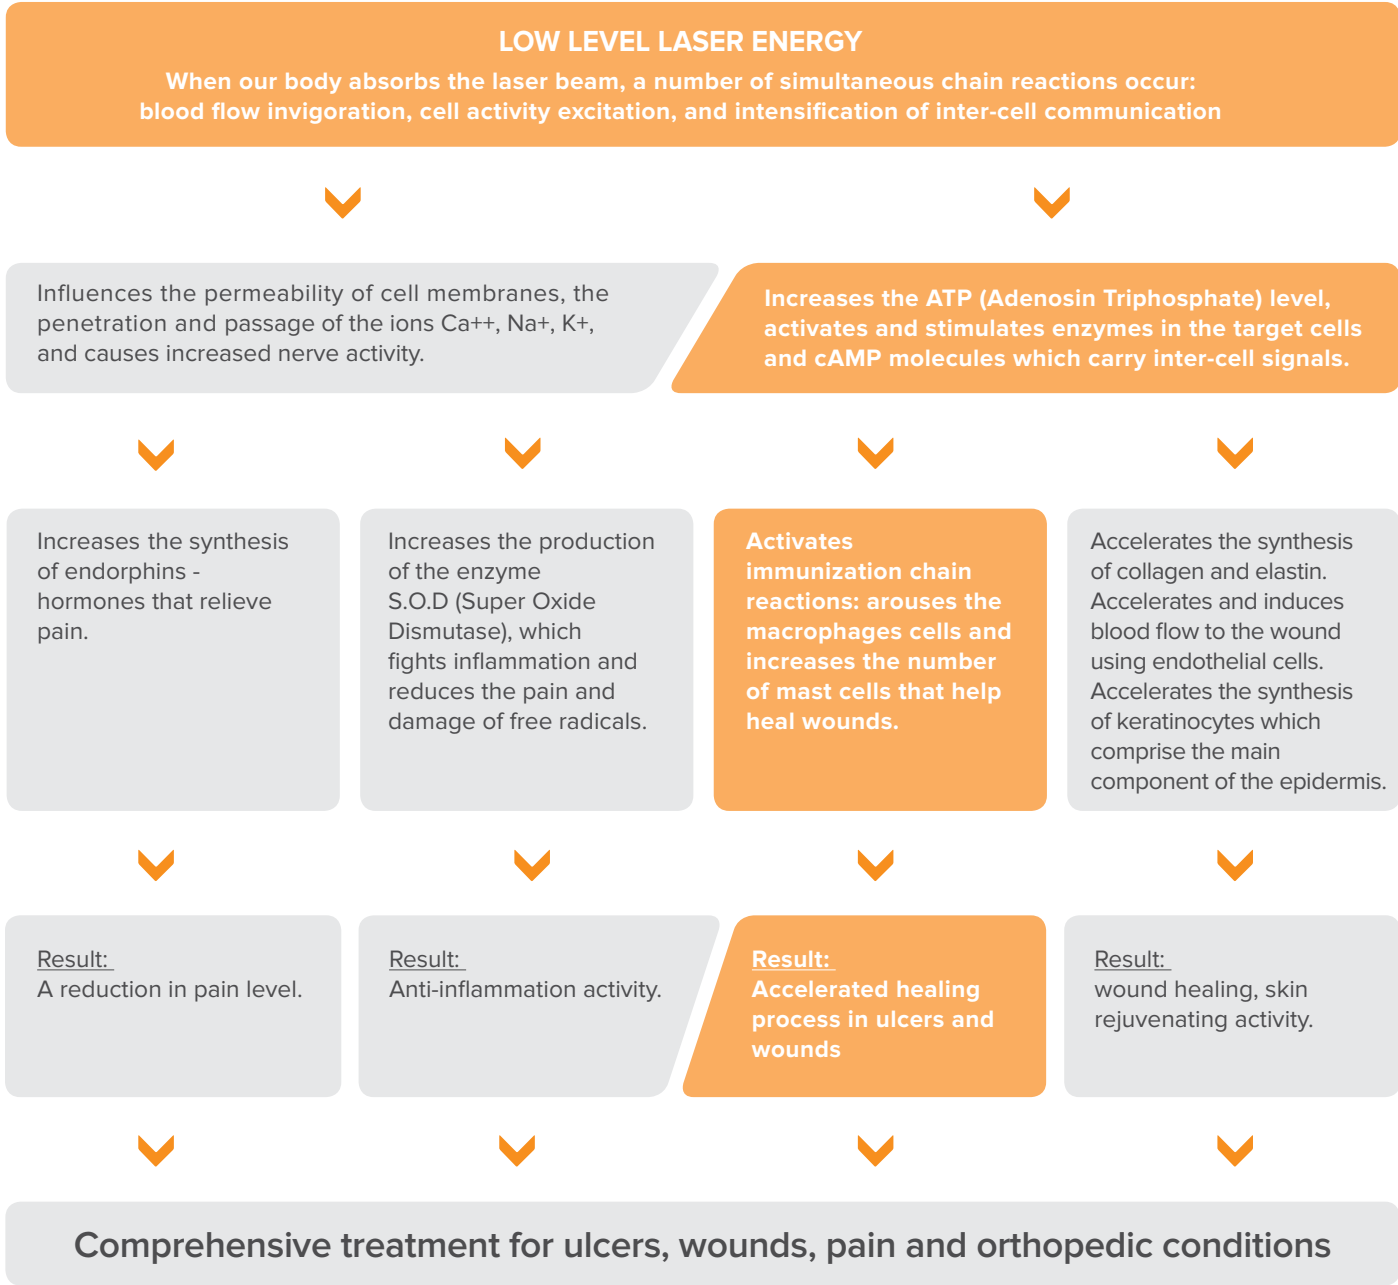 LOW LEVEL LASER ENERGY
When our body absorbs the laser beam, a number of simultaneous chain reactions occur:
blood flow invigoration, cell activity excitation, and intensification of inter-cell communication
Influences the permeability of cell membranes, the
penetration and passage of the ions Ca++, Na+, K+,
and causes increased nerve activity.
Increases the ATP (Adenosin Triphosphate) level,
activates and stimulates enzymes in the target cells
and cAMP molecules which carry inter-cell signals.
Increases the synthesis
of endorphins -
hormones that relieve
pain.
Increases the production
of the enzyme
S.O.D (Super Oxide
Dismutase), which
fights inflammation and
reduces the pain and
damage of free radicals.
Activates
immunization chain
reactions: arouses the
macrophages cells and
increases the number
of mast cells that help
heal wounds.
Accelerates the synthesis
of collagen and elastin.
Accelerates and induces
blood flow to the wound
using endothelial cells.
Accelerates the synthesis
of keratinocytes which
comprise the main
component of the epidermis.
Result:
A reduction in pain level.
Result:
Anti-inflammation activity.
Result:
Accelerated healing
process in ulcers and
wounds
Result:
wound healing, skin
rejuvenating activity.
Comprehensive treatment for ulcers, wounds, pain and orthopedic conditions